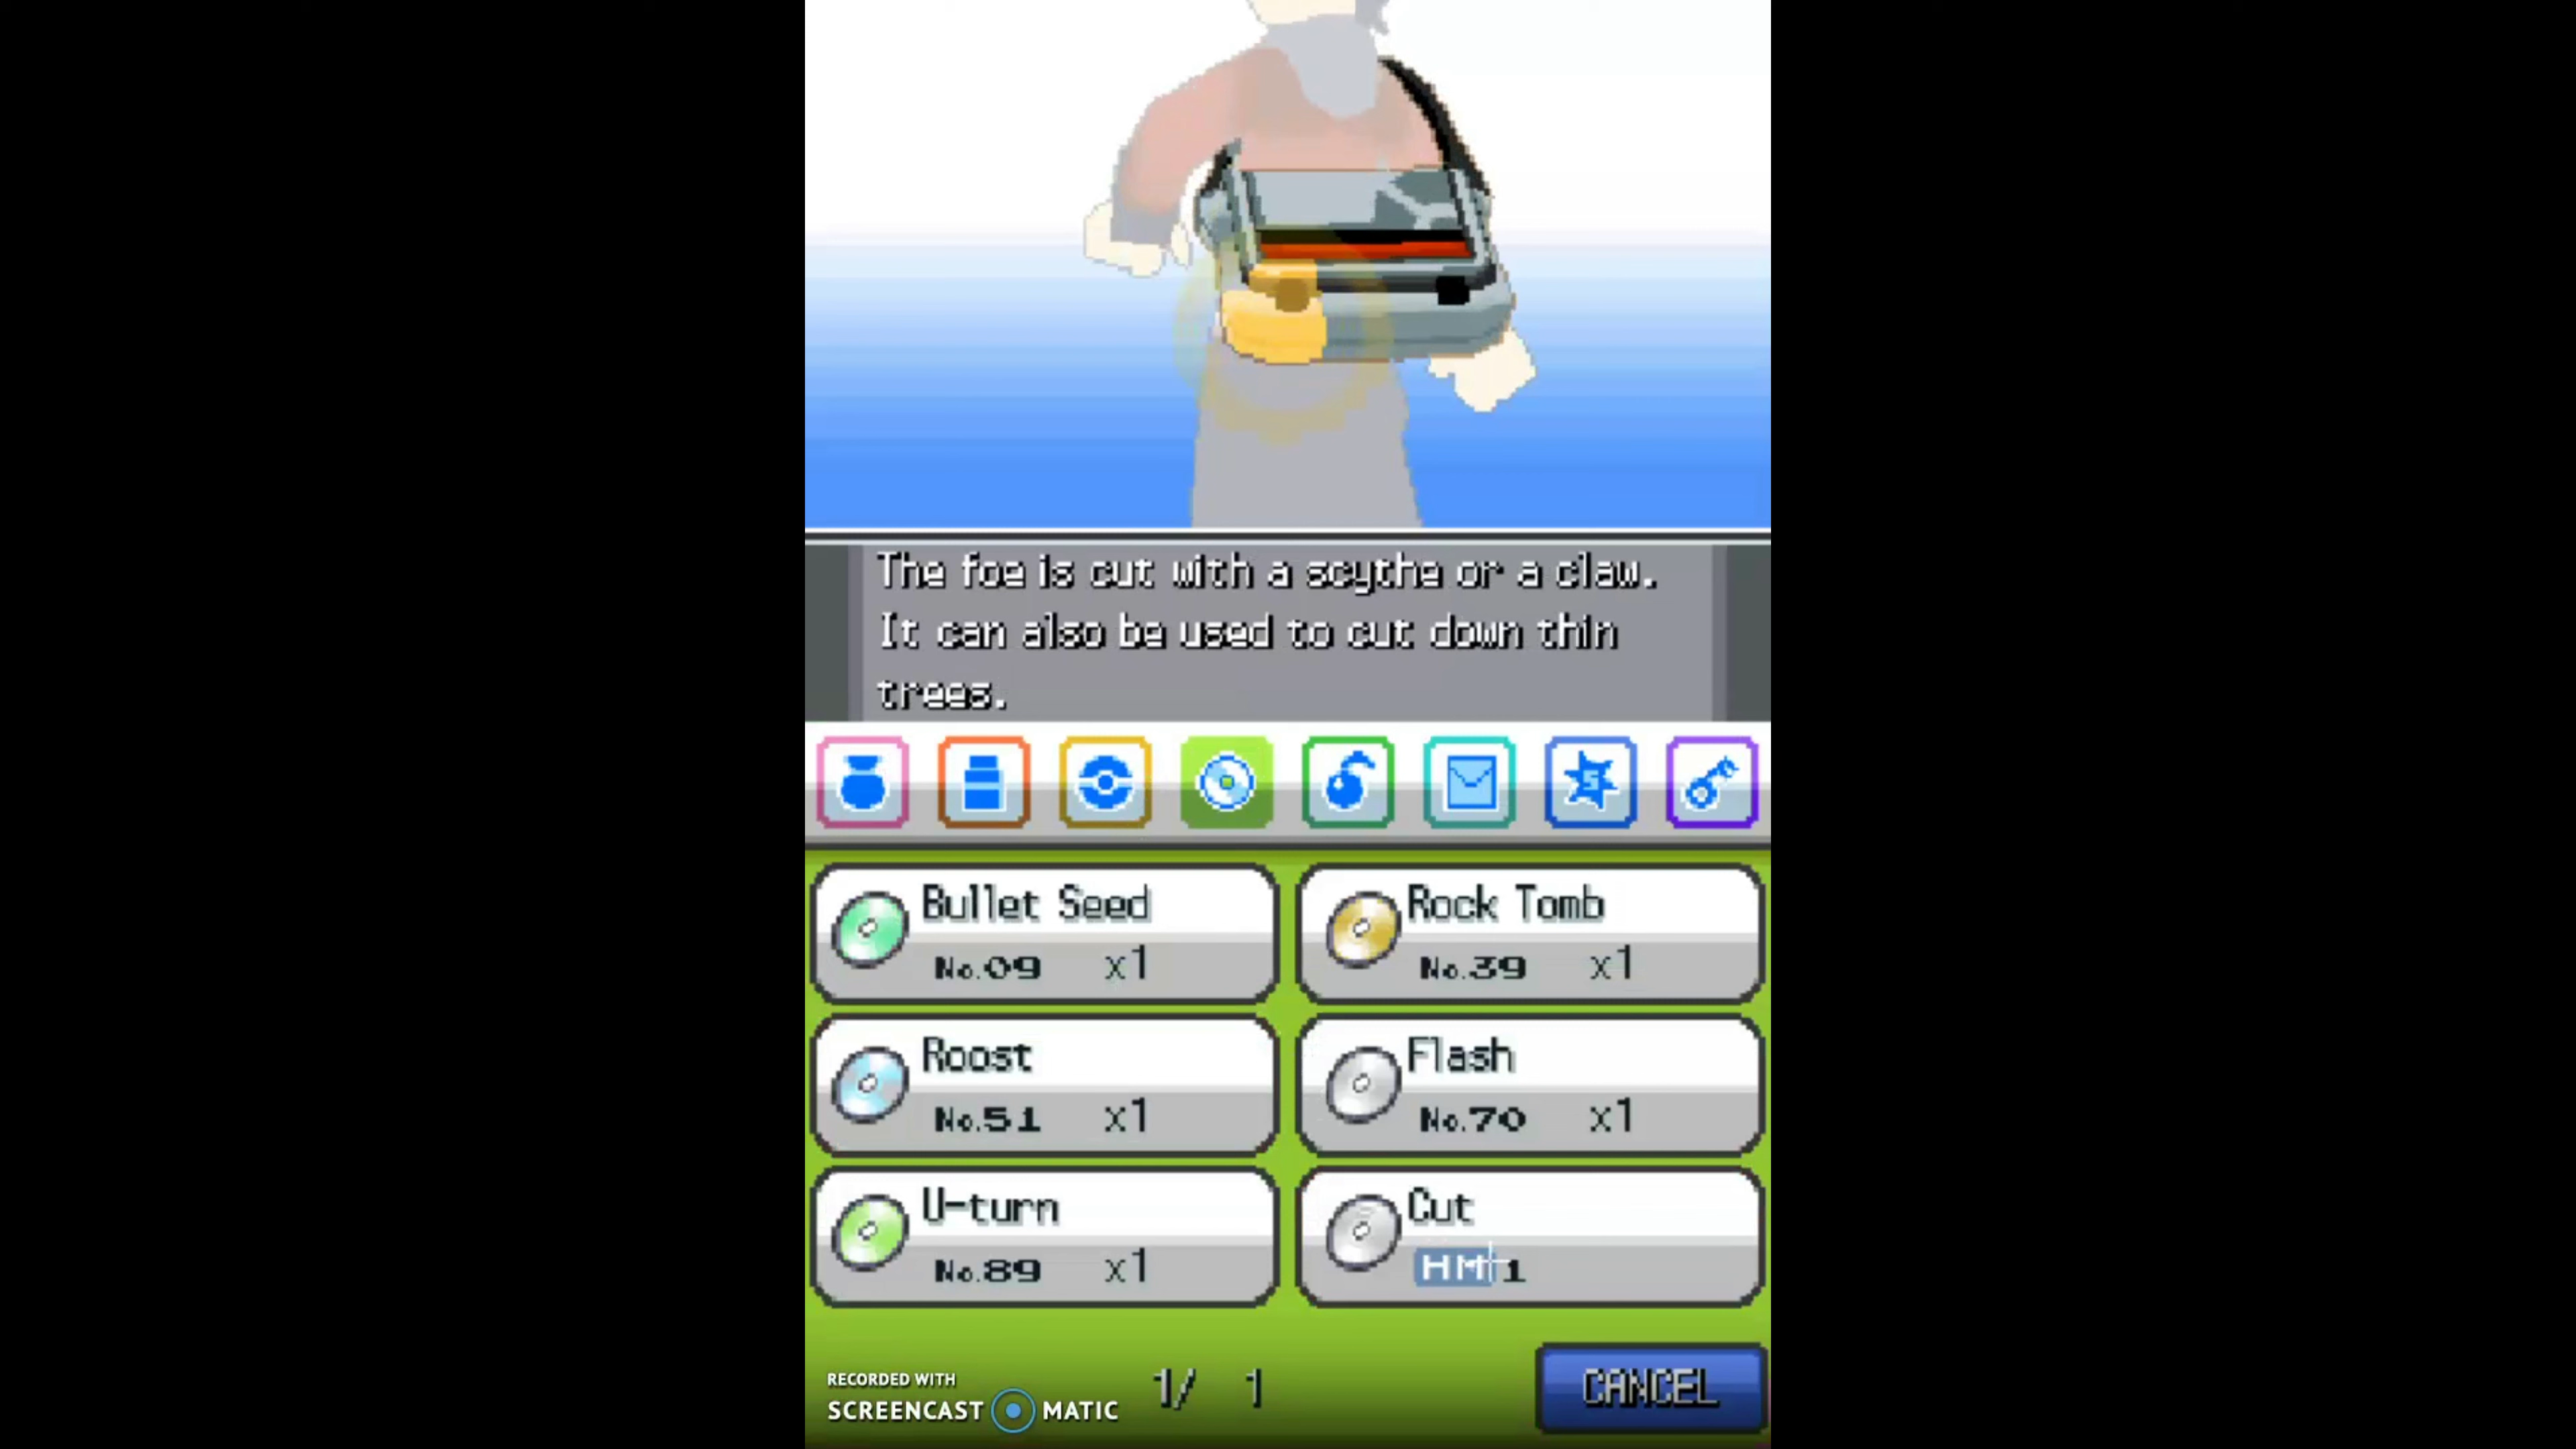 The foe is cut with a scythe or a claw.
It can also be used to cut down thin
trees.
Bullet Seed
No.09 x1
Rock Tomb
No.39 x1
Roost
No.51 x1
Flash
No.70 x1
U-turn
No.89 x1
Cut
HM 1
RECORDED WITH
SCREENCAST MATIC
1/ 1
CANCEL